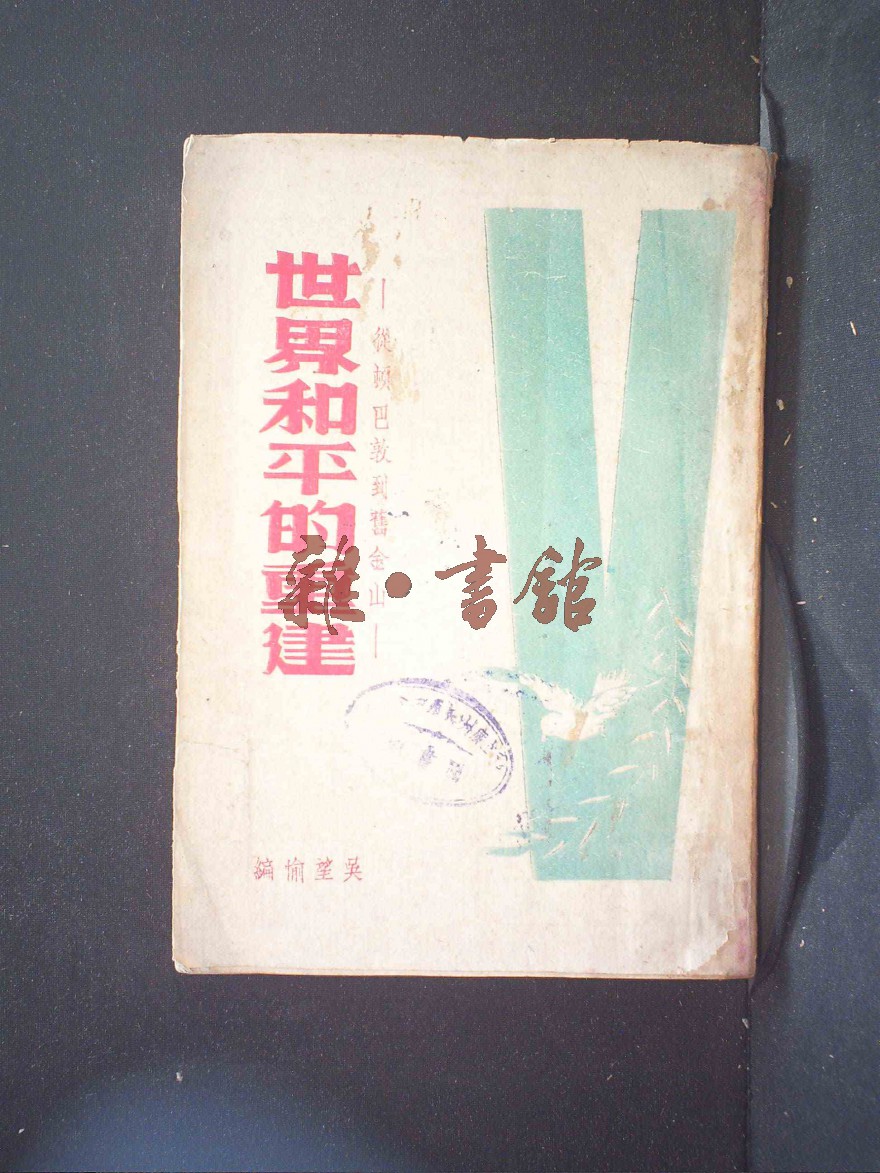 世界和平的重建
—從頓巴敦到舊金山—
雜·書館
吳望愉編